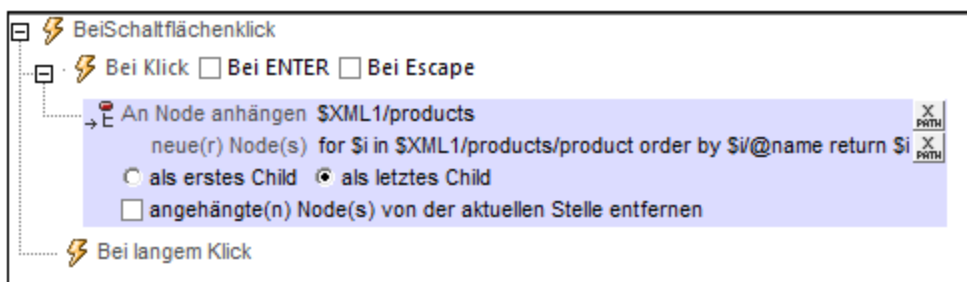 BeiSchaltflächenklick
Bei Klick Bei ENTER Bei Escape
An Node anhängen $XML1/products X PATH
neue(r) Node(s) for $i in $XML1/products/product order by $i/@name return $i X PATH
als erstes Child als letztes Child
angehängte(n) Node(s) von der aktuellen Stelle entfernen
Bei langem Klick